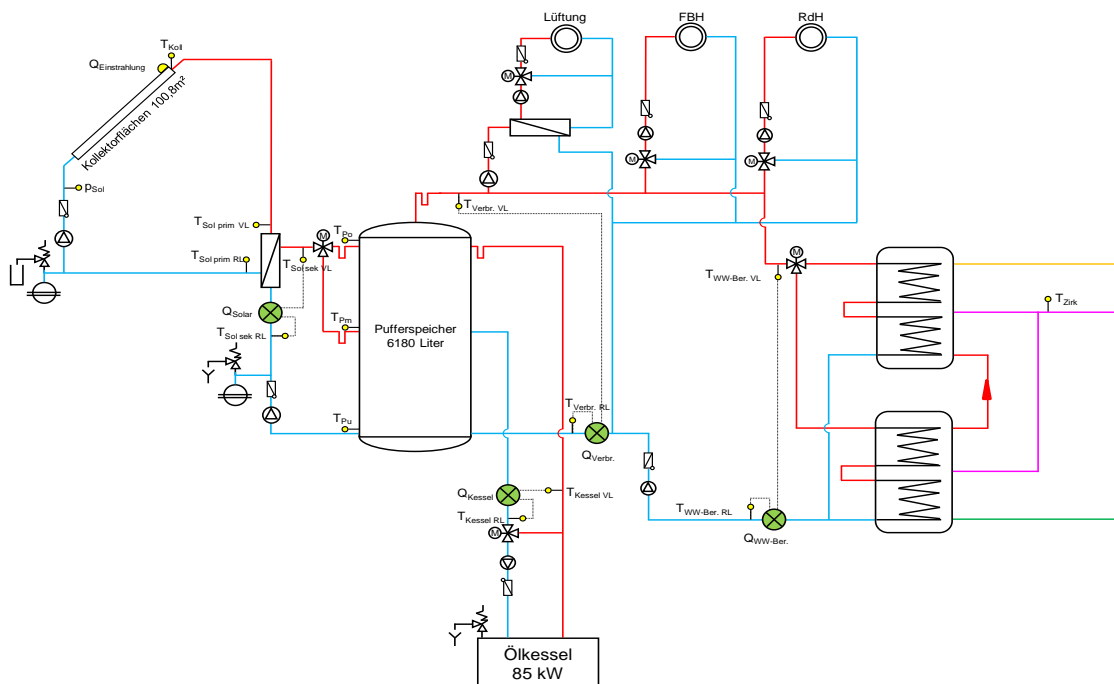 Lüftung
FBH
RdH
TKoll
QEinstrahlung
Kollektorflächen 100,8m²
pSol
TSol prim VL
TSol prim RL
TSol sek VL
TPo
TVerbr. VL
M
M
M
M
M
TWW-Ber. VL
TZirk
QSolar
TSol sek RL
TPm
Pufferspeicher
6180 Liter
TPu
TVerbr. RL
QVerbr.
QKessel
TKessel VL
TKessel RL
M
TWW-Ber. RL
QWW-Ber.
Ölkessel
85 kW